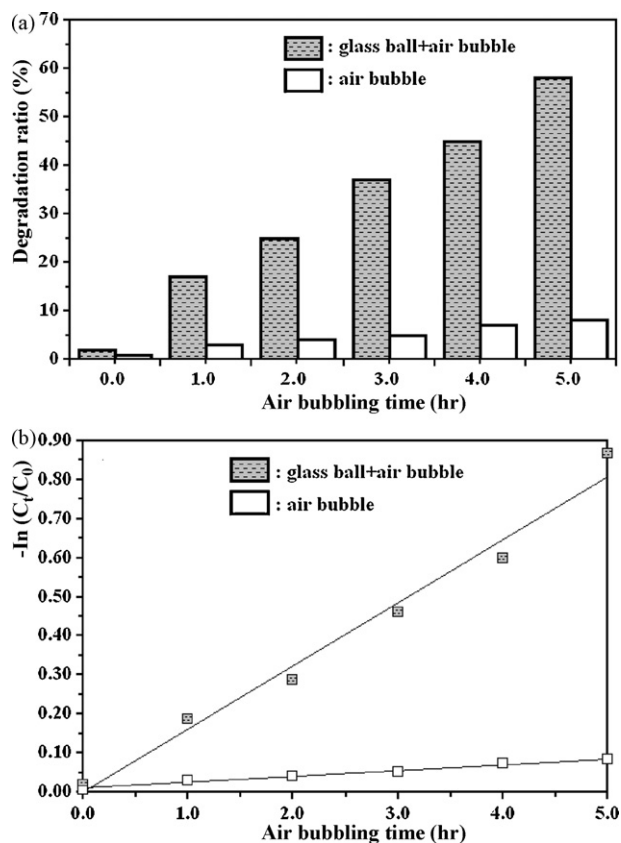 (a)
70
60
50
40
30
20
10
0
Degradation ratio (%)
: glass ball+air bubble
: air bubble
0.0 1.0 2.0 3.0 4.0 5.0
Air bubbling time (hr)
(b)
0.90
0.80
0.70
0.60
0.50
0.40
0.30
0.20
0.10
0.00
-In (Ct/C0)
: glass ball+air bubble
: air bubble
0.0 1.0 2.0 3.0 4.0 5.0
Air bubbling time (hr)